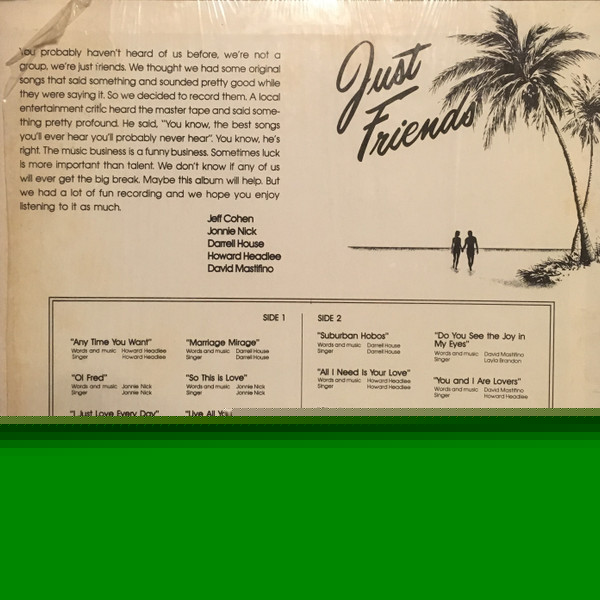 You probably haven't heard of us before, we're not a
group, we're just friends. We thought we had some original
songs that said something and sounded pretty good while
they were saying it. So we decided to record them. A local
entertainment critic heard the master tape and said some-
thing pretty profound. He said, "You know, the best songs
you'll ever hear you'll probably never hear". You know, he's
right. The music business is a funny business. Sometimes luck
is more important than talent. We don't know if any of us
will ever get the big break. Maybe this album will help. But
we had a lot of fun recording and we hope you enjoy
listening to it as much.
Jeff Cohen
Jonnie Nick
Darrell House
Howard Headlee
David Mastifino
Just
Friends
SIDE 1
"Any Time You Want"
Words and music Howard Headlee
Singer Howard Headlee
"Ol Fred"
Words and music Jonnie Nick
Singer Jonnie Nick
"I Just Love Every Day"
"Marriage Mirage"
Words and music Darrell House
Singer Darrell House
"So This is Love"
Words and music Jonnie Nick
Singer Jonnie Nick
"Live All You
SIDE 2
"Suburban Hobos"
Words and music Darrell House
Singer Darrell House
"All I Need Is Your Love"
Words and music Howard Headlee
Singer Howard Headlee
"Do You See the Joy in
My Eyes"
Words and music David Mastifino
Singer Layla Brandon
"You and I Are Lovers"
Words and music David Mastifino
Singer Howard Headlee